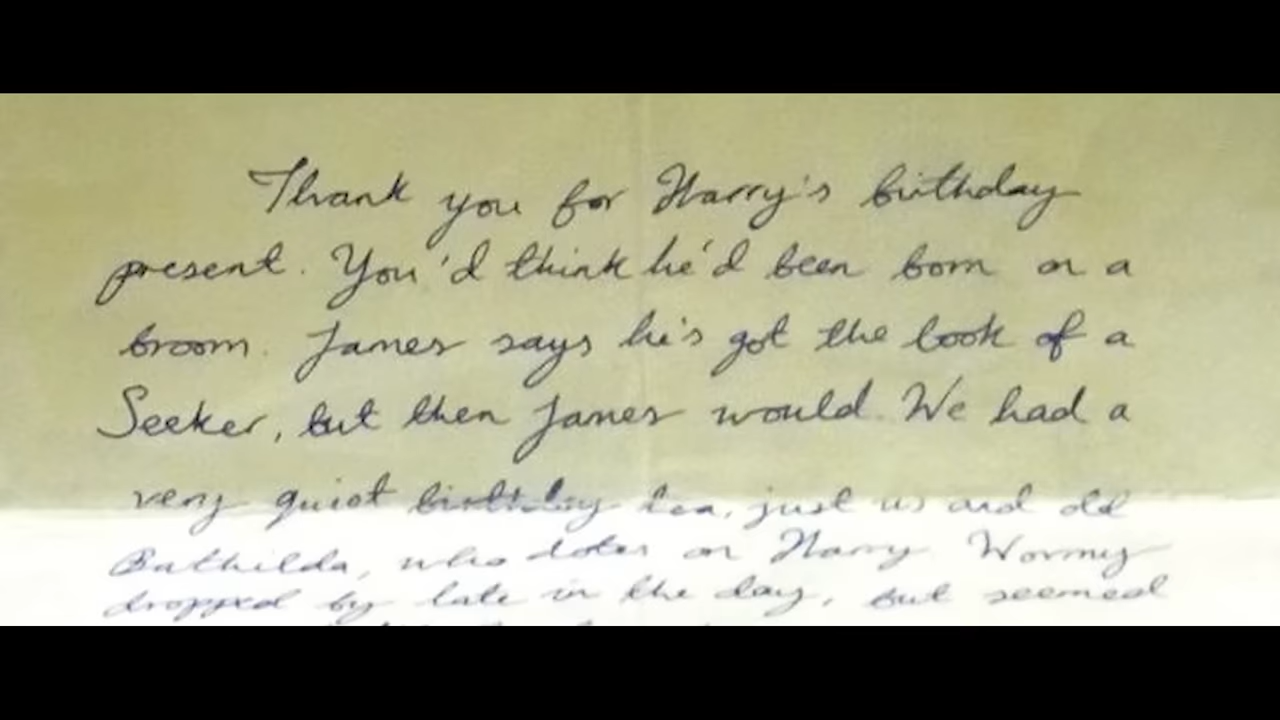 Thank you for Harry's birthday
present. You'd think he'd been born on a
broom. James says he's got the look of a
Seeker, but then James would. We had a
very quiet birthday tea, just us and old
Bathilda, who dotes on Harry Wormy
dropped by late in the day, but seemed